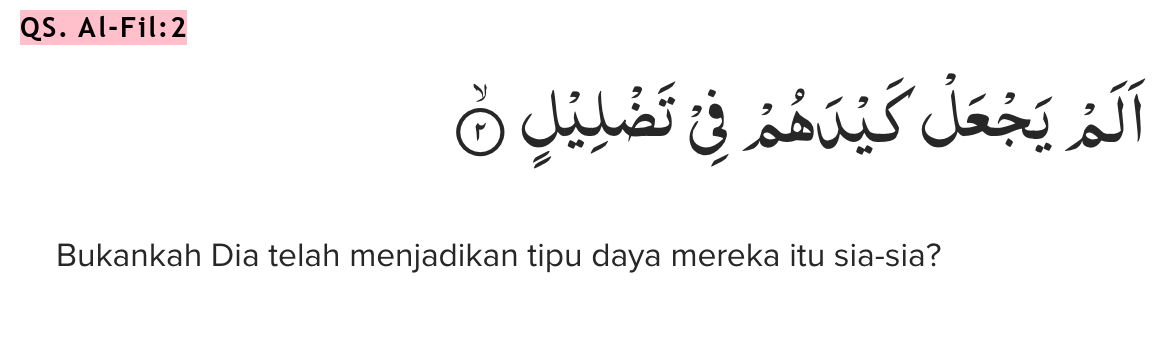 QS. Al-Fil:2
اَلَمْ يَجْعَلْ كَيْدَهُمْ فِيْ تَضْلِيْلٍۙ ٢
Bukankah Dia telah menjadikan tipu daya mereka itu sia-sia?